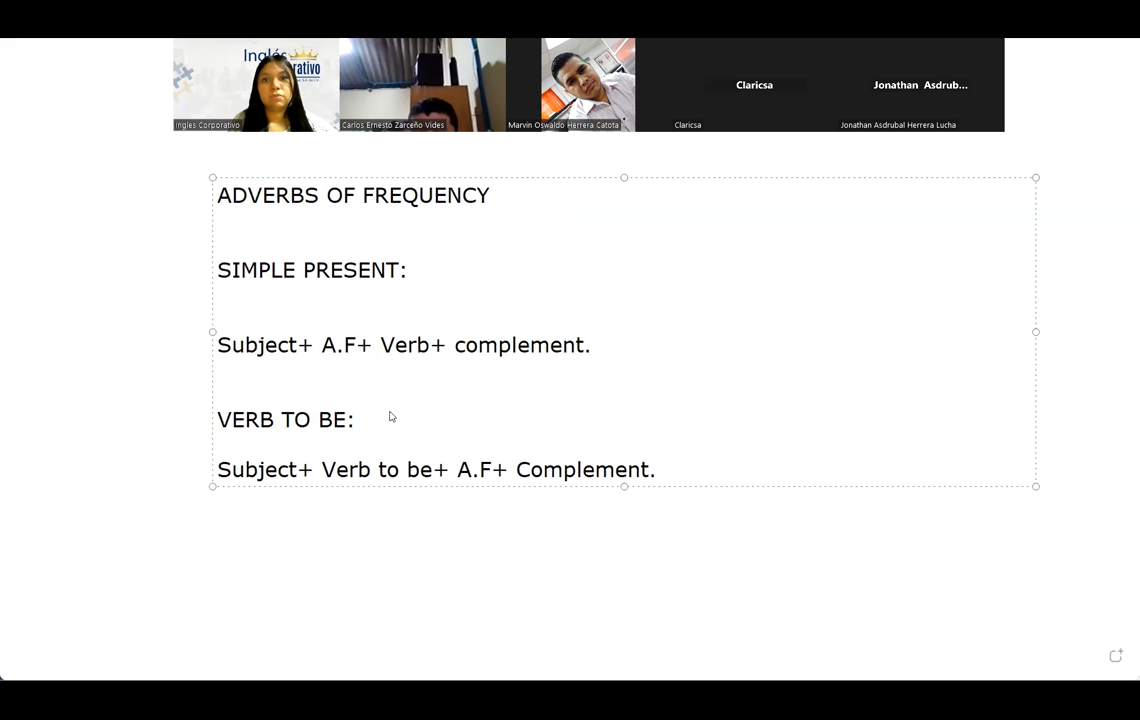 Inglés
Ingles Corporativo
Carlos Ernesto Zarceño Vides
Marvin Oswaldo Herrera Catota
Claricsa
Claricsa
Jonathan Asdrub...
Jonathan Asdrubal Herrera Lucha
ADVERBS OF FREQUENCY
SIMPLE PRESENT:
Subject+ A.F+ Verb+ complement.
VERB TO BE:
Subject+ Verb to be+ A.F+ Complement.